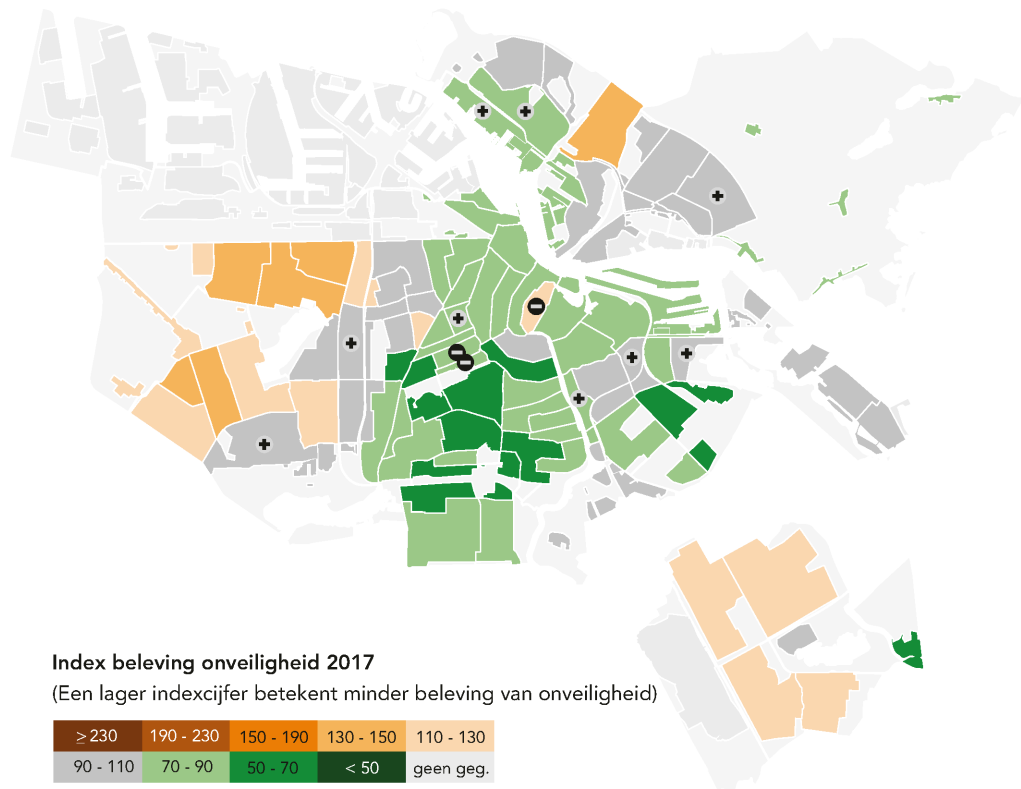 Index beleving onveiligheid 2017
(Een lager indexcijfer betekent minder beleving van onveiligheid)
≥ 230 190 - 230 150 - 190 130 - 150 110 - 130
90 - 110 70 - 90 50 - 70 < 50 geen geg.